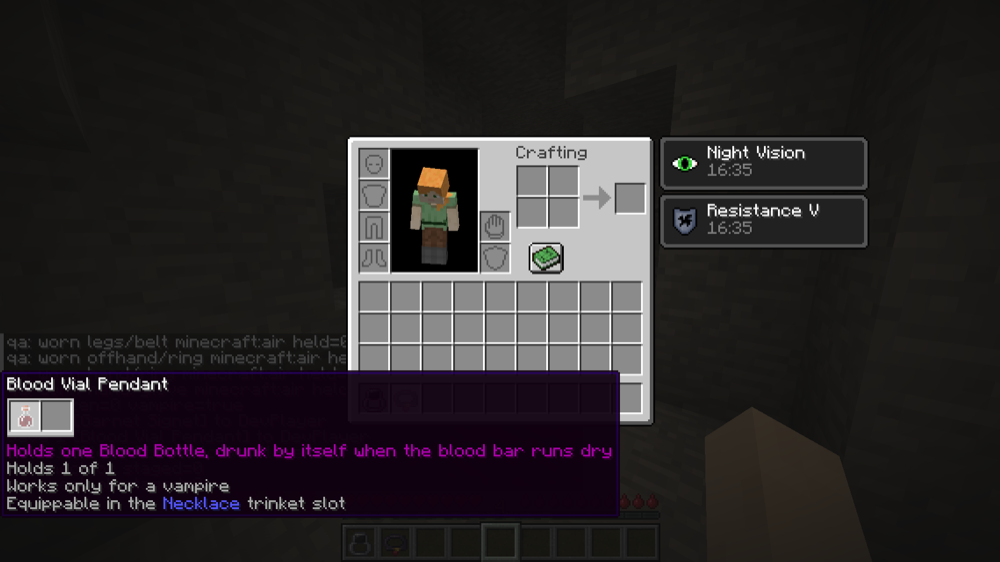 Crafting
Night Vision
16:35
Resistance V
16:35
qa: worn legs/belt minecraft:air held=
qa: worn offhand/ring minecraft:air he
Blood Vial Pendant
Holds one Blood Bottle, drunk by itself when the blood bar runs dry
Holds 1 of 1
Works only for a vampire
Equippable in the Necklace trinket slot